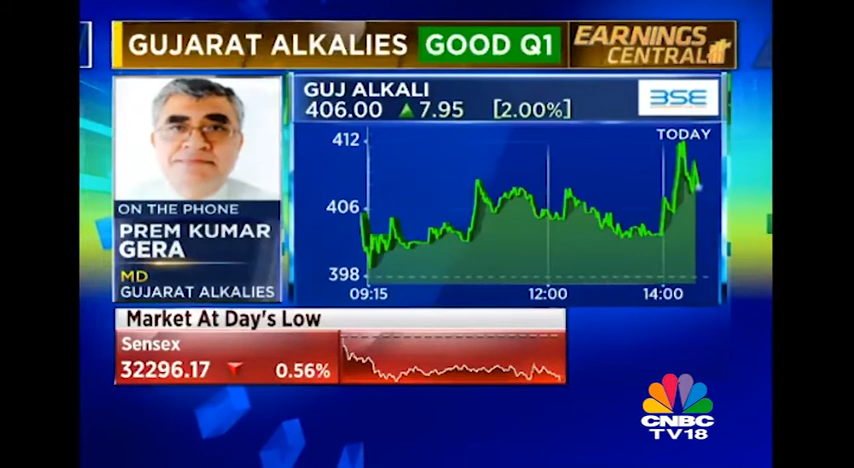 GUJARAT ALKALIES GOOD Q1
EARNINGS
CENTRAL
GUJ ALKALI
406.00 ▲ 7.95 [2.00%]
BSE
TODAY
412
406
398
09:15 12:00 14:00
ON THE PHONE
PREM KUMAR
GERA
MD
GUJARAT ALKALIES
Market At Day's Low
Sensex
32296.17 ▼ 0.56%
CNBC
TV18